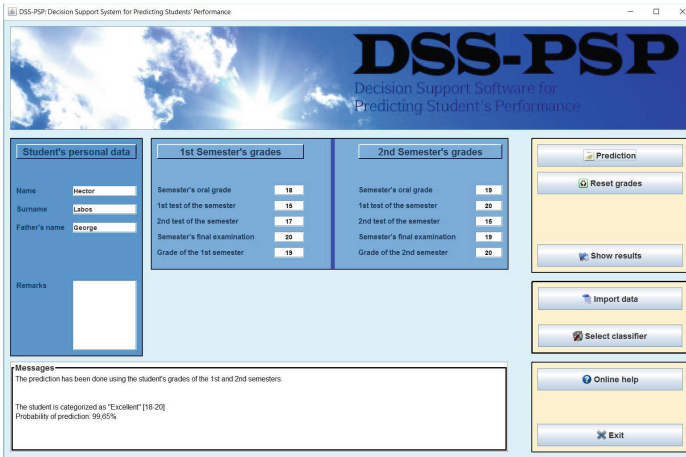 DSS-PSP: Decision Support System for Predicting Students' Performance
DSS-PSP
Decision Support Software for
Predicting Student's Performance
Student's personal data
Name Hector
Surname Labos
Father's name George
Remarks
1st Semester's grades
Semester's oral grade 18
1st test of the semester 15
2nd test of the semester 17
Semester's final examination 20
Grade of the 1st semester 19
2nd Semester's grades
Semester's oral grade 19
1st test of the semester 20
2nd test of the semester 15
Semester's final examination 19
Grade of the 2nd semester 20
Prediction
Reset grades
Show results
Import data
Select classifier
Online help
Exit
Messages
The prediction has been done using the student's grades of the 1st and 2nd semesters.
The student is categorized as "Excellent" [18-20]
Probability of prediction: 99,65%